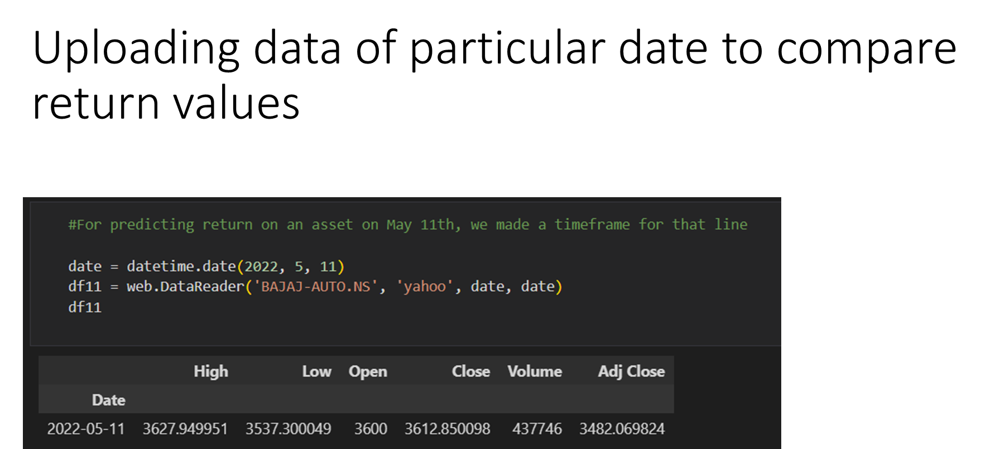 Uploading data of particular date to compare
return values
#For predicting return on an asset on May 11th, we made a timeframe for that line
date = datetime.date(2022, 5, 11)
df11 = web.DataReader('BAJAJ-AUTO.NS', 'yahoo', date, date)
df11
High Low Open Close Volume Adj Close
Date
2022-05-11 3627.949951 3537.300049 3600 3612.850098 437746 3482.069824